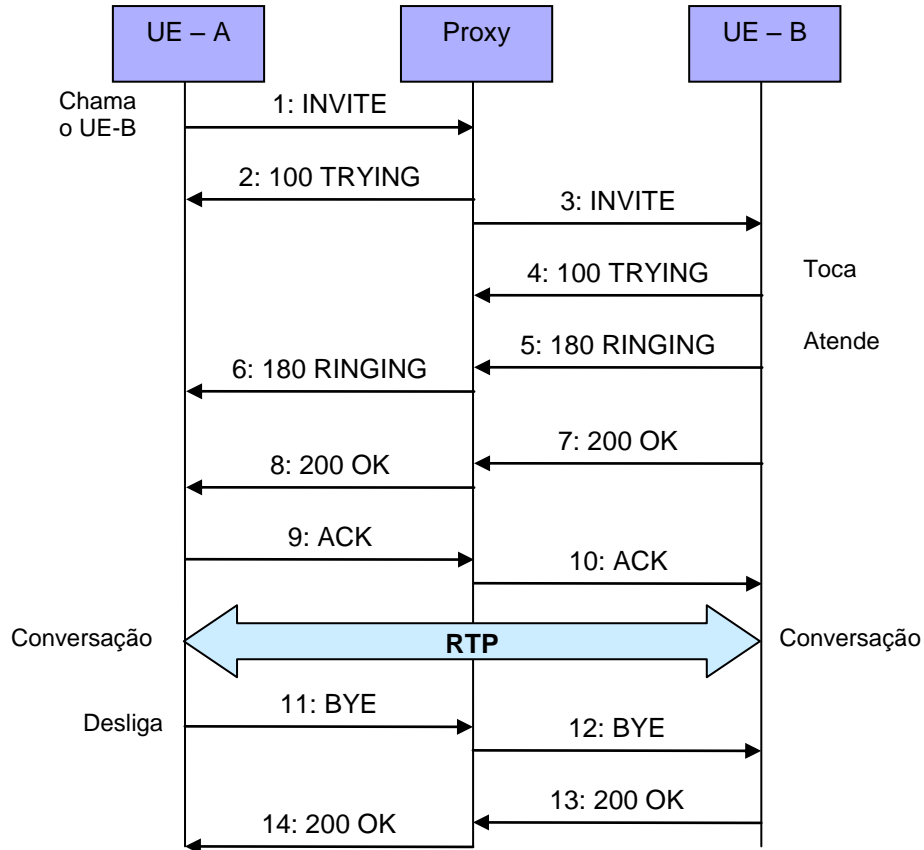 UE – A
Proxy
UE – B
Chama
o UE-B
1: INVITE
2: 100 TRYING
3: INVITE
4: 100 TRYING
Toca
5: 180 RINGING
Atende
6: 180 RINGING
7: 200 OK
8: 200 OK
9: ACK
10: ACK
Conversação
RTP
Conversação
11: BYE
Desliga
12: BYE
13: 200 OK
14: 200 OK